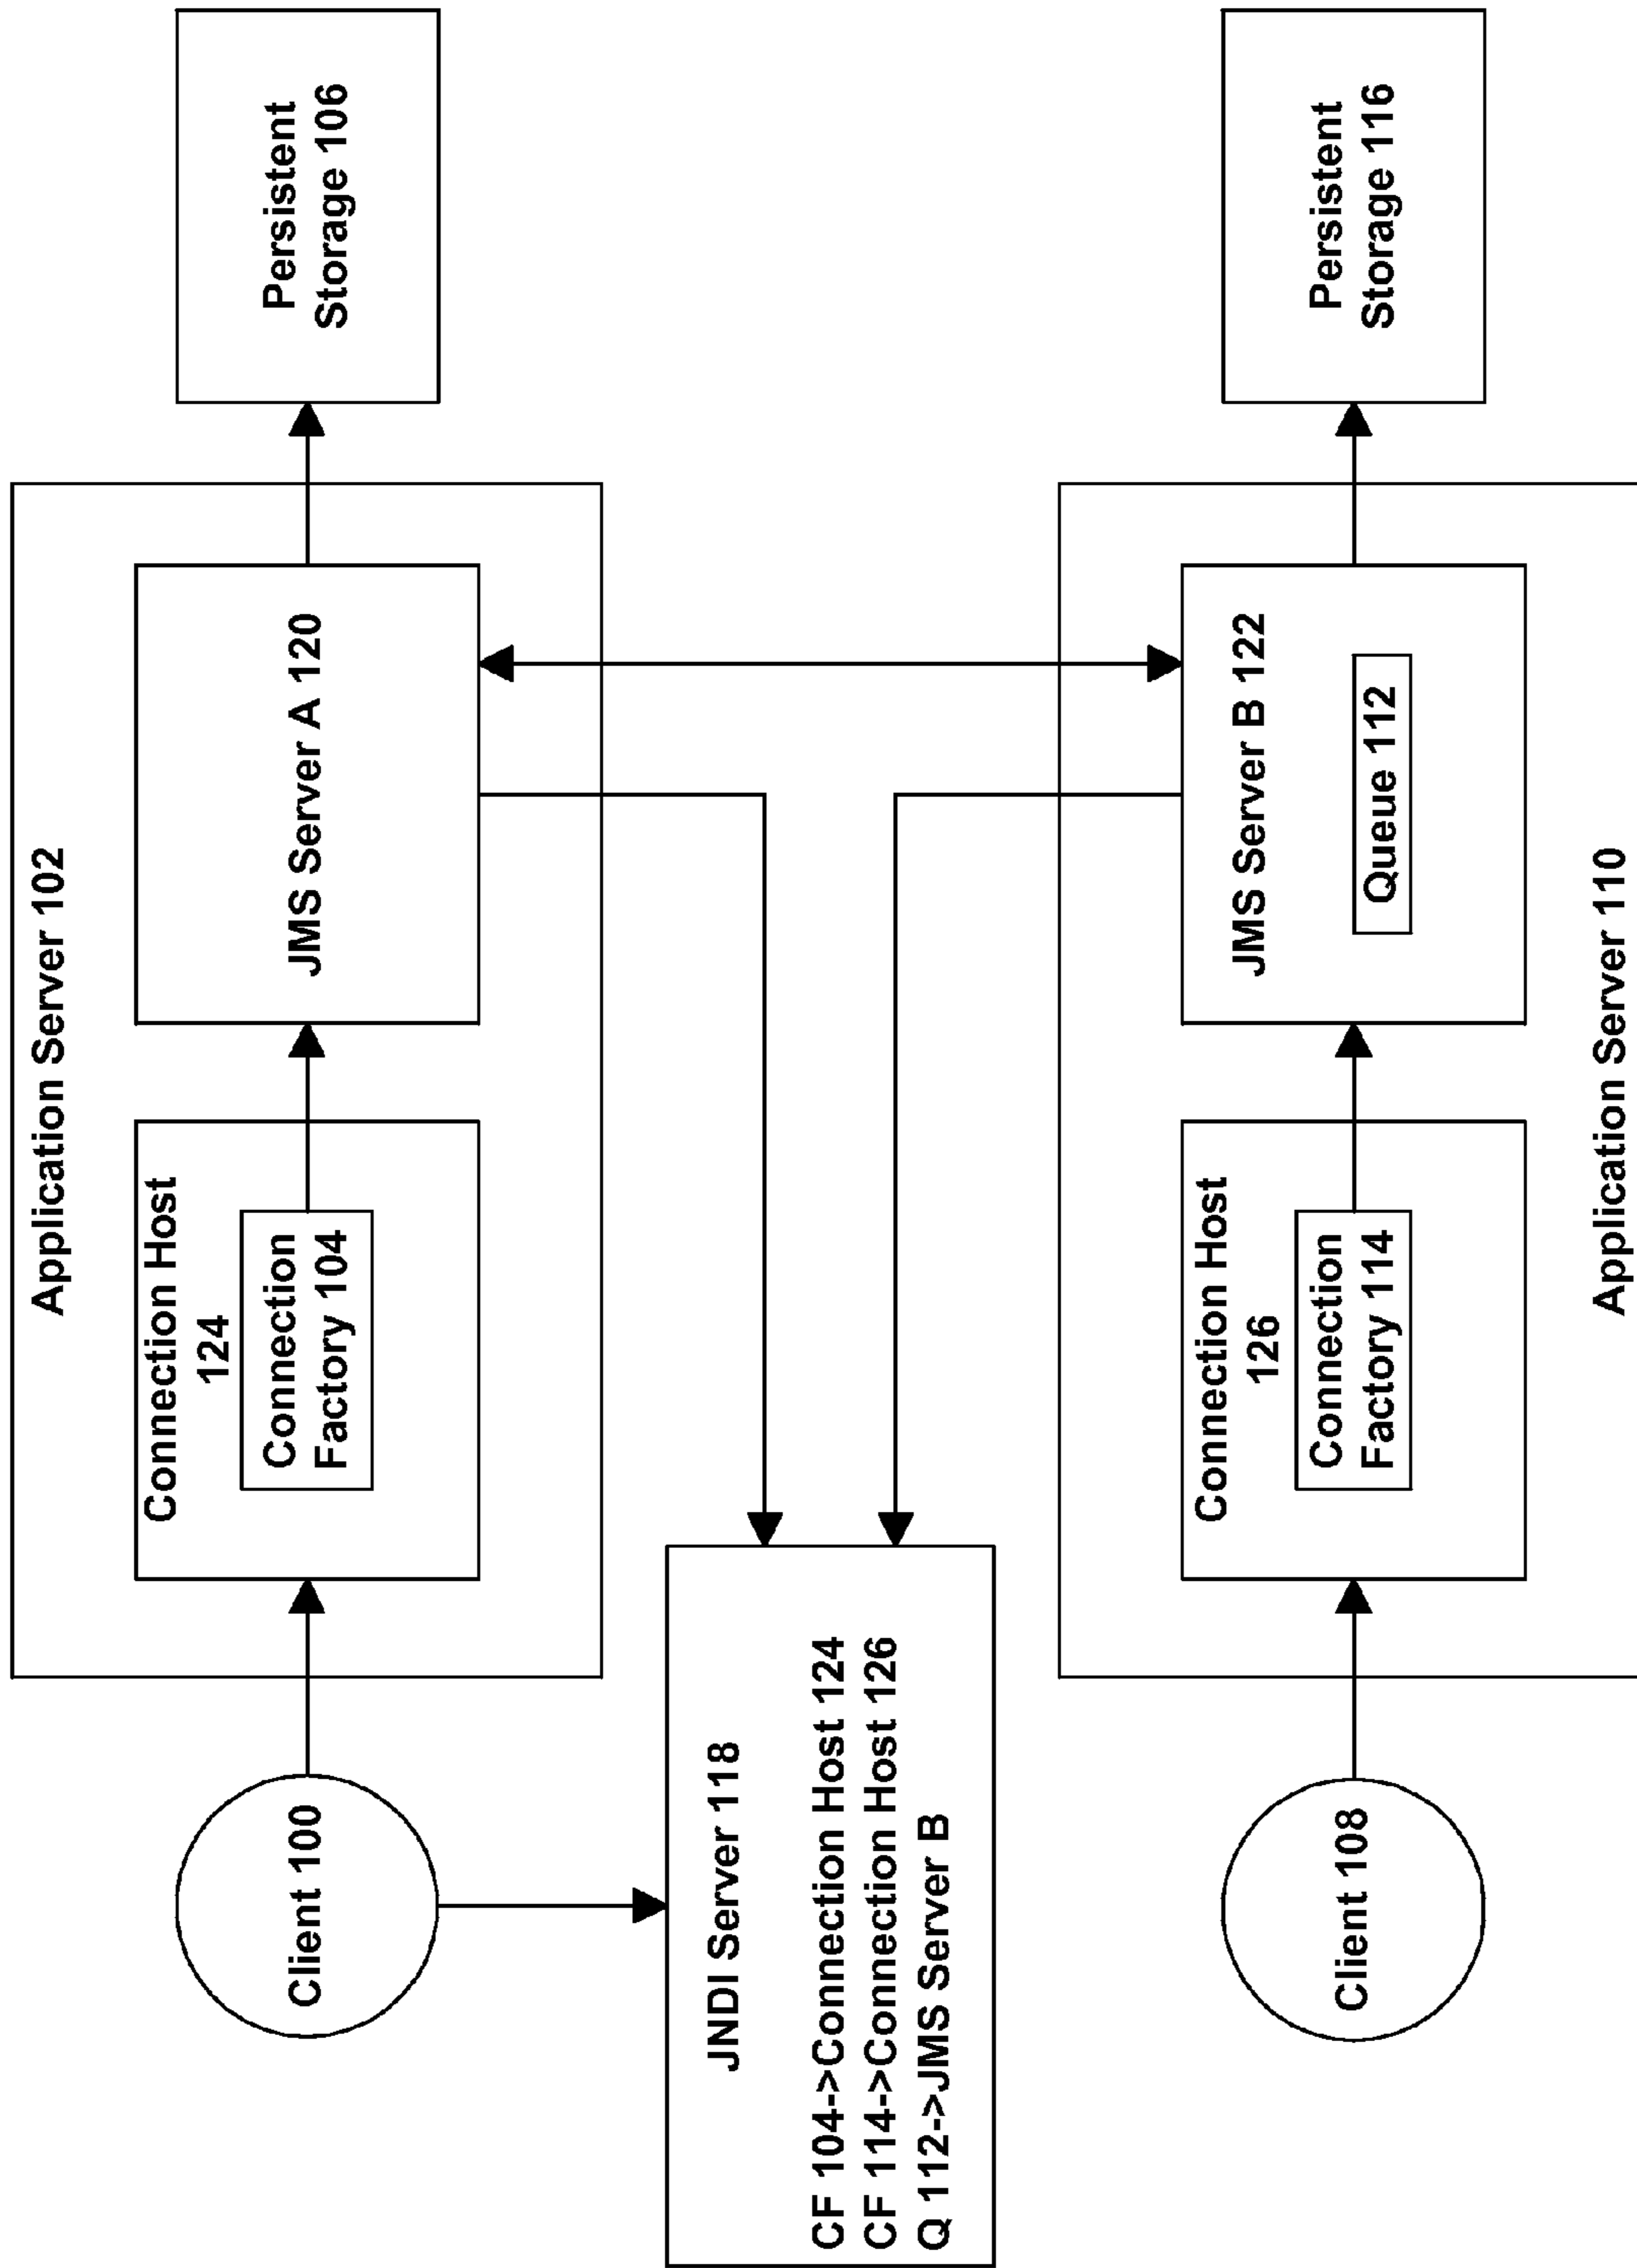 Application Server 102
Client 100
Connection Host
124
Connection
Factory 104
JMS Server A 120
Persistent
Storage 106
JNDI Server 118
CF 104->Connection Host 124
CF 114->Connection Host 126
Q 112->JMS Server B
Client 108
Connection Host
126
Connection
Factory 114
JMS Server B 122
Queue 112
Persistent
Storage 116
Application Server 110